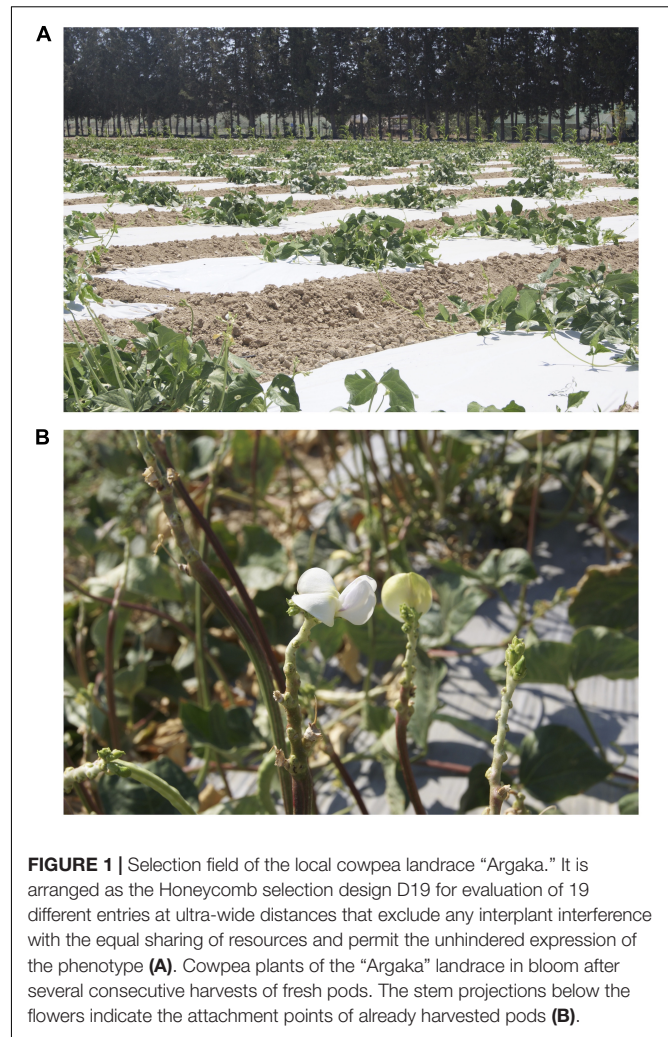 A
B
FIGURE 1 | Selection field of the local cowpea landrace “Argaka.” It is
arranged as the Honeycomb selection design D19 for evaluation of 19
different entries at ultra-wide distances that exclude any interplant interference
with the equal sharing of resources and permit the unhindered expression of
the phenotype (A). Cowpea plants of the “Argaka” landrace in bloom after
several consecutive harvests of fresh pods. The stem projections below the
flowers indicate the attachment points of already harvested pods (B).